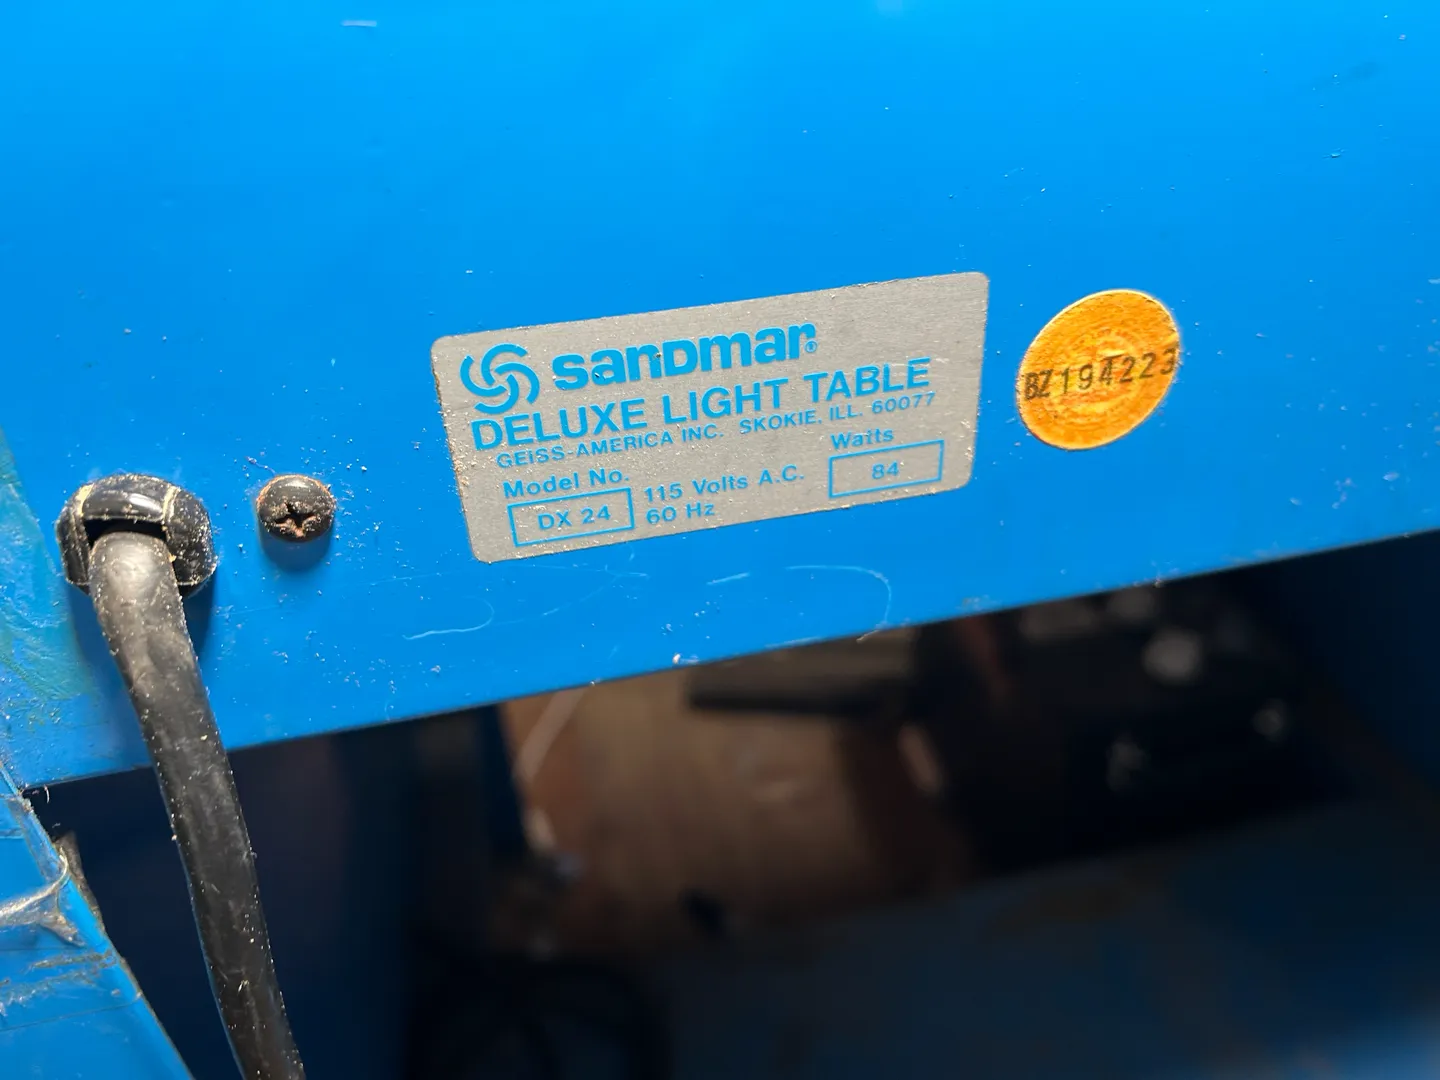 sanDmar®
DELUXE LIGHT TABLE
GEISS-AMERICA INC. SKOKIE, ILL. 60077
Model No.
DX 24
115 Volts A.C.
60 Hz
Watts
84
BZ194223